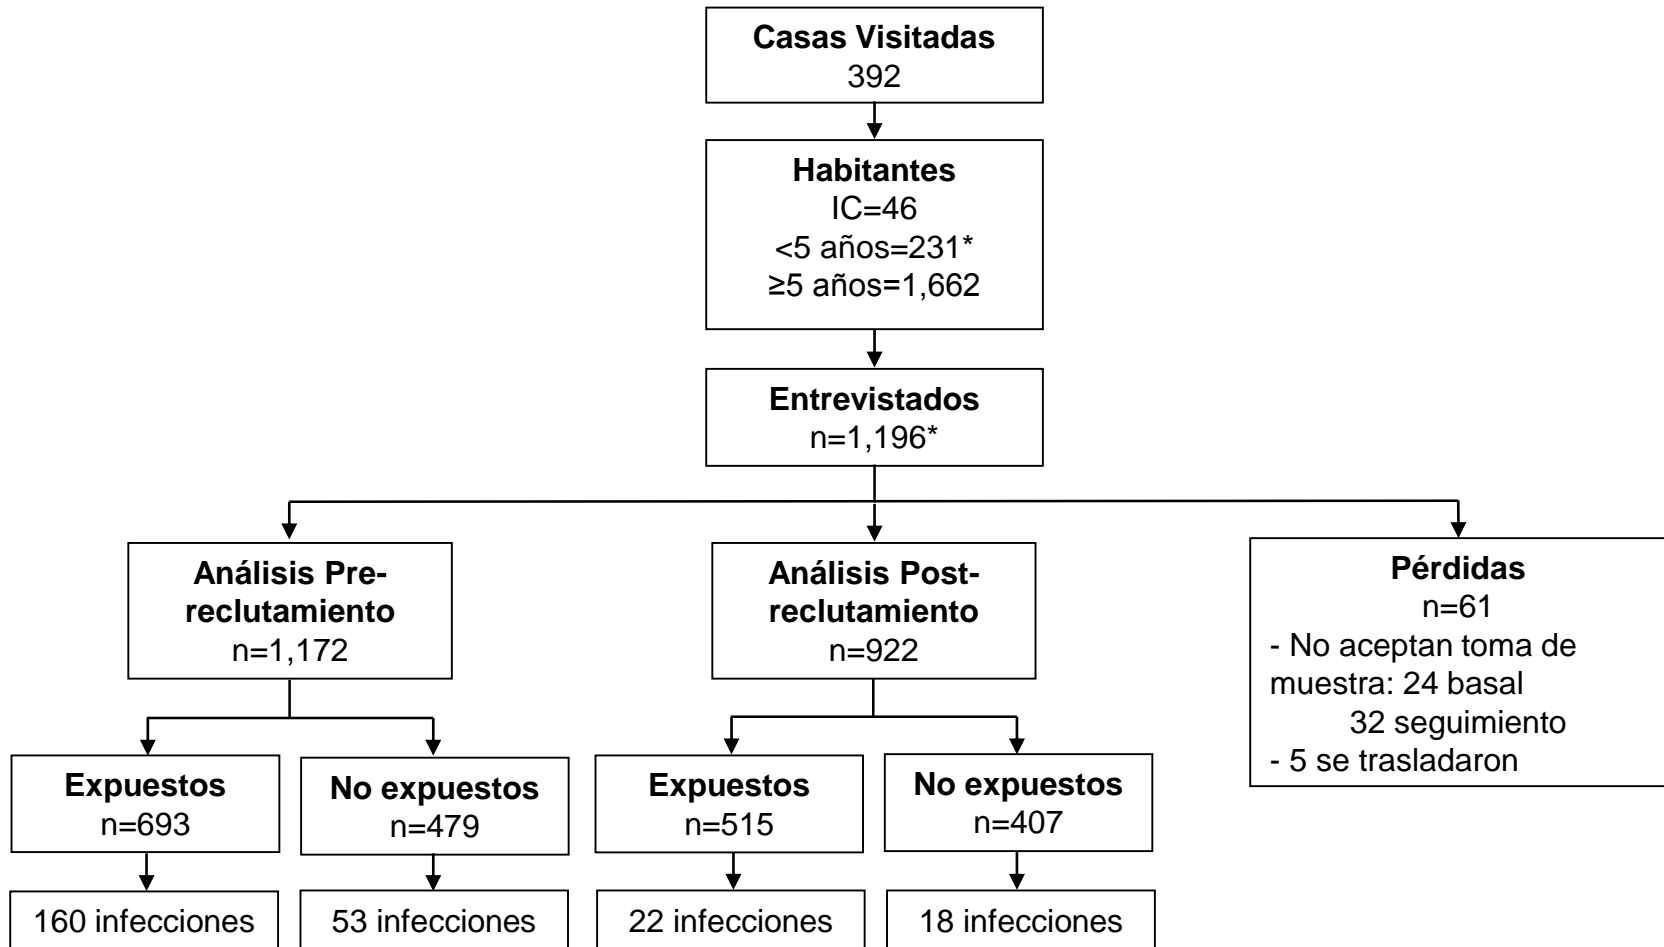 Casas Visitadas
392
Habitantes
IC=46
<5 años=231*
≥5 años=1,662
Entrevistados
n=1,196*
Análisis Pre-
reclutamiento
n=1,172
Análisis Post-
reclutamiento
n=922
Pérdidas
n=61
- No aceptan toma de
muestra: 24 basal
32 seguimiento
- 5 se trasladaron
Expuestos
n=693
No expuestos
n=479
Expuestos
n=515
No expuestos
n=407
160 infecciones
53 infecciones
22 infecciones
18 infecciones